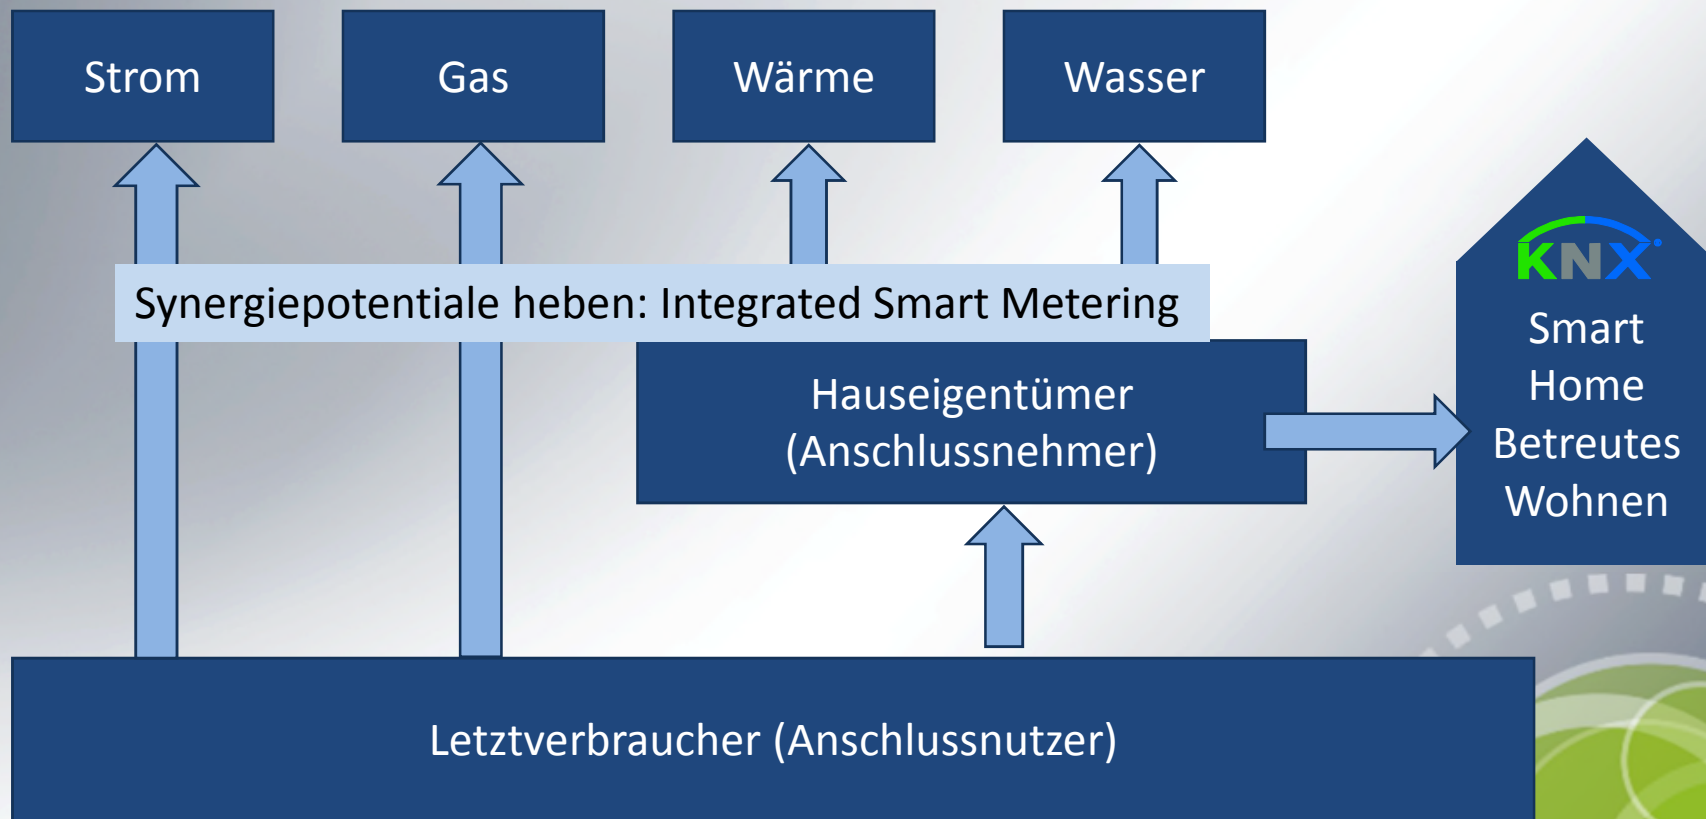 Strom
Gas
Wärme
Wasser
Synergiepotentiale heben: Integrated Smart Metering
KNX
Smart
Home
Betreutes
Wohnen
Hauseigentümer
(Anschlussnehmer)
Letztverbraucher (Anschlussnutzer)